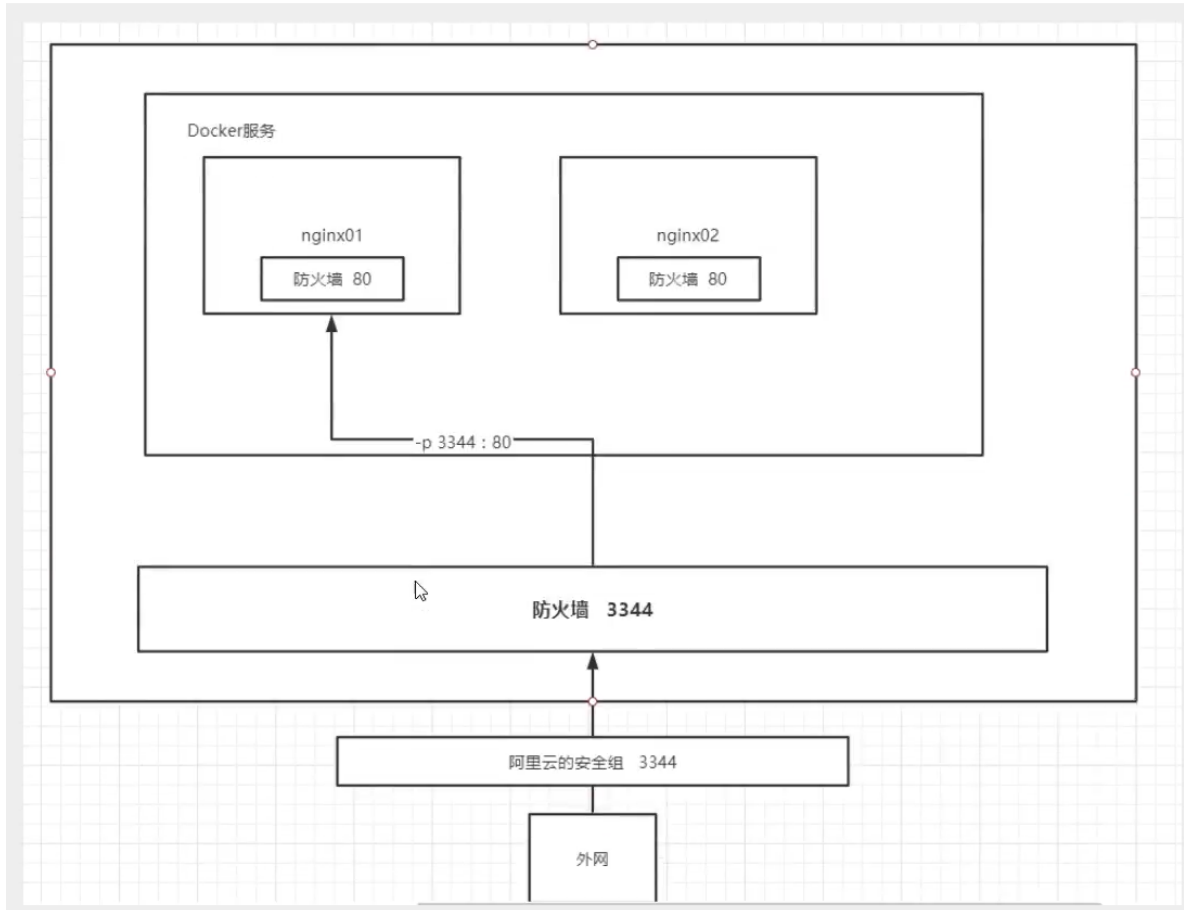 Docker服务
nginx01
防火墙 80
nginx02
防火墙 80
-p 3344：80
防火墙 3344
阿里云的安全组 3344
外网